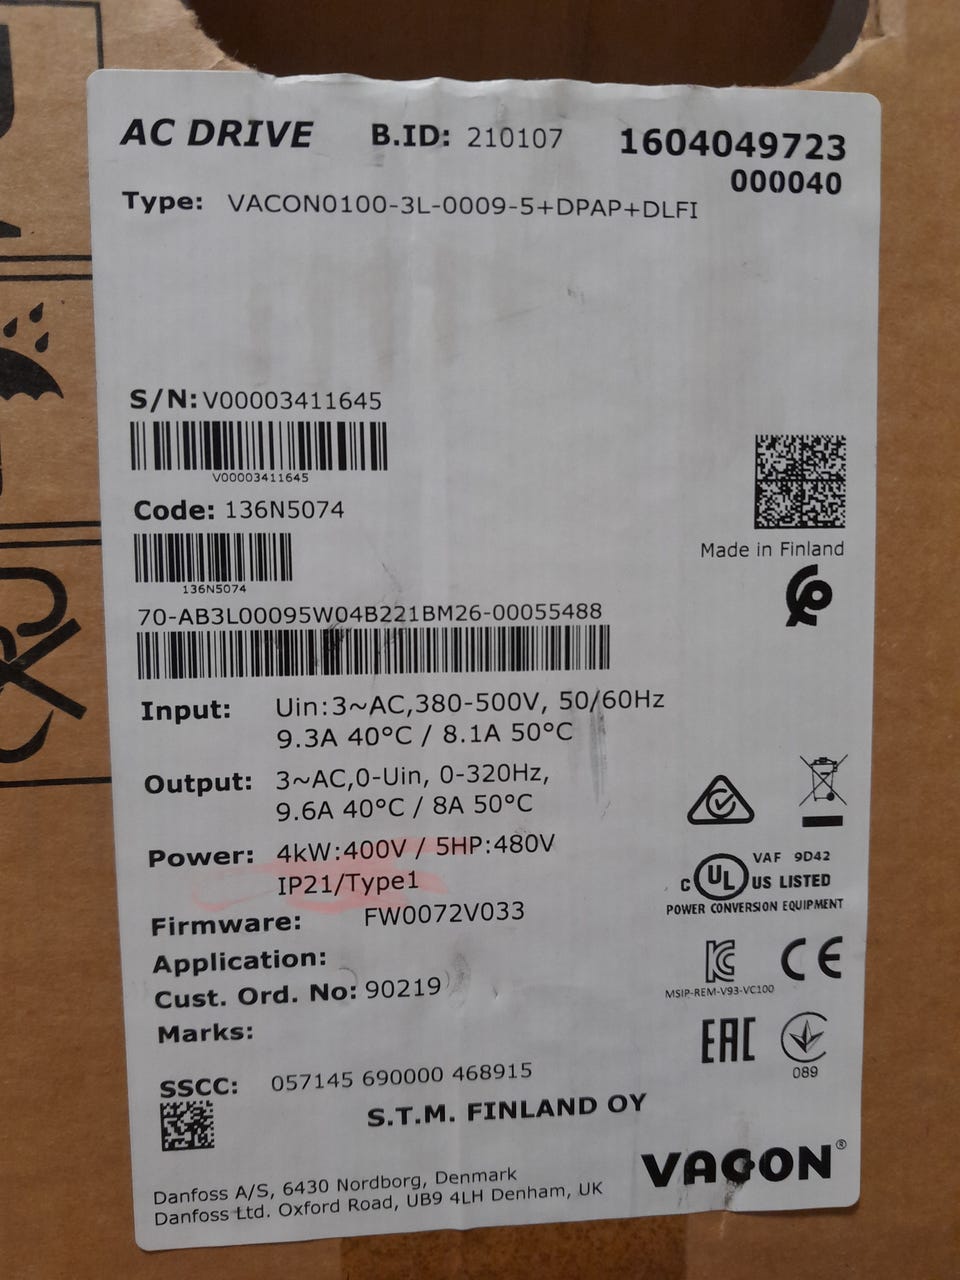 AC DRIVE B.ID: 210107 1604049723
000040
Type: VACON0100-3L-0009-5+DPAP+DLFI
S/N: V00003411645
V00003411645
Code: 136N5074
136N5074
Made in Finland
70-AB3L00095W04B221BM26-00055488
Input: Uin:3~AC,380-500V, 50/60Hz
9.3A 40°C / 8.1A 50°C
Output: 3~AC,0-Uin, 0-320Hz,
9.6A 40°C / 8A 50°C
Power: 4kW:400V / 5HP:480V
IP21/Type1
VAF 9D42
C UL US LISTED
POWER CONVERSION EQUIPMENT
Firmware: FW0072V033
Application:
Cust. Ord. No: 90219
KC CE
MSIP-REM-V93-VC100
Marks:
EAC
089
SSCC: 057145 690000 468915
S.T.M. FINLAND OY
VACON®
Danfoss A/S, 6430 Nordborg, Denmark
Danfoss Ltd. Oxford Road, UB9 4LH Denham, UK